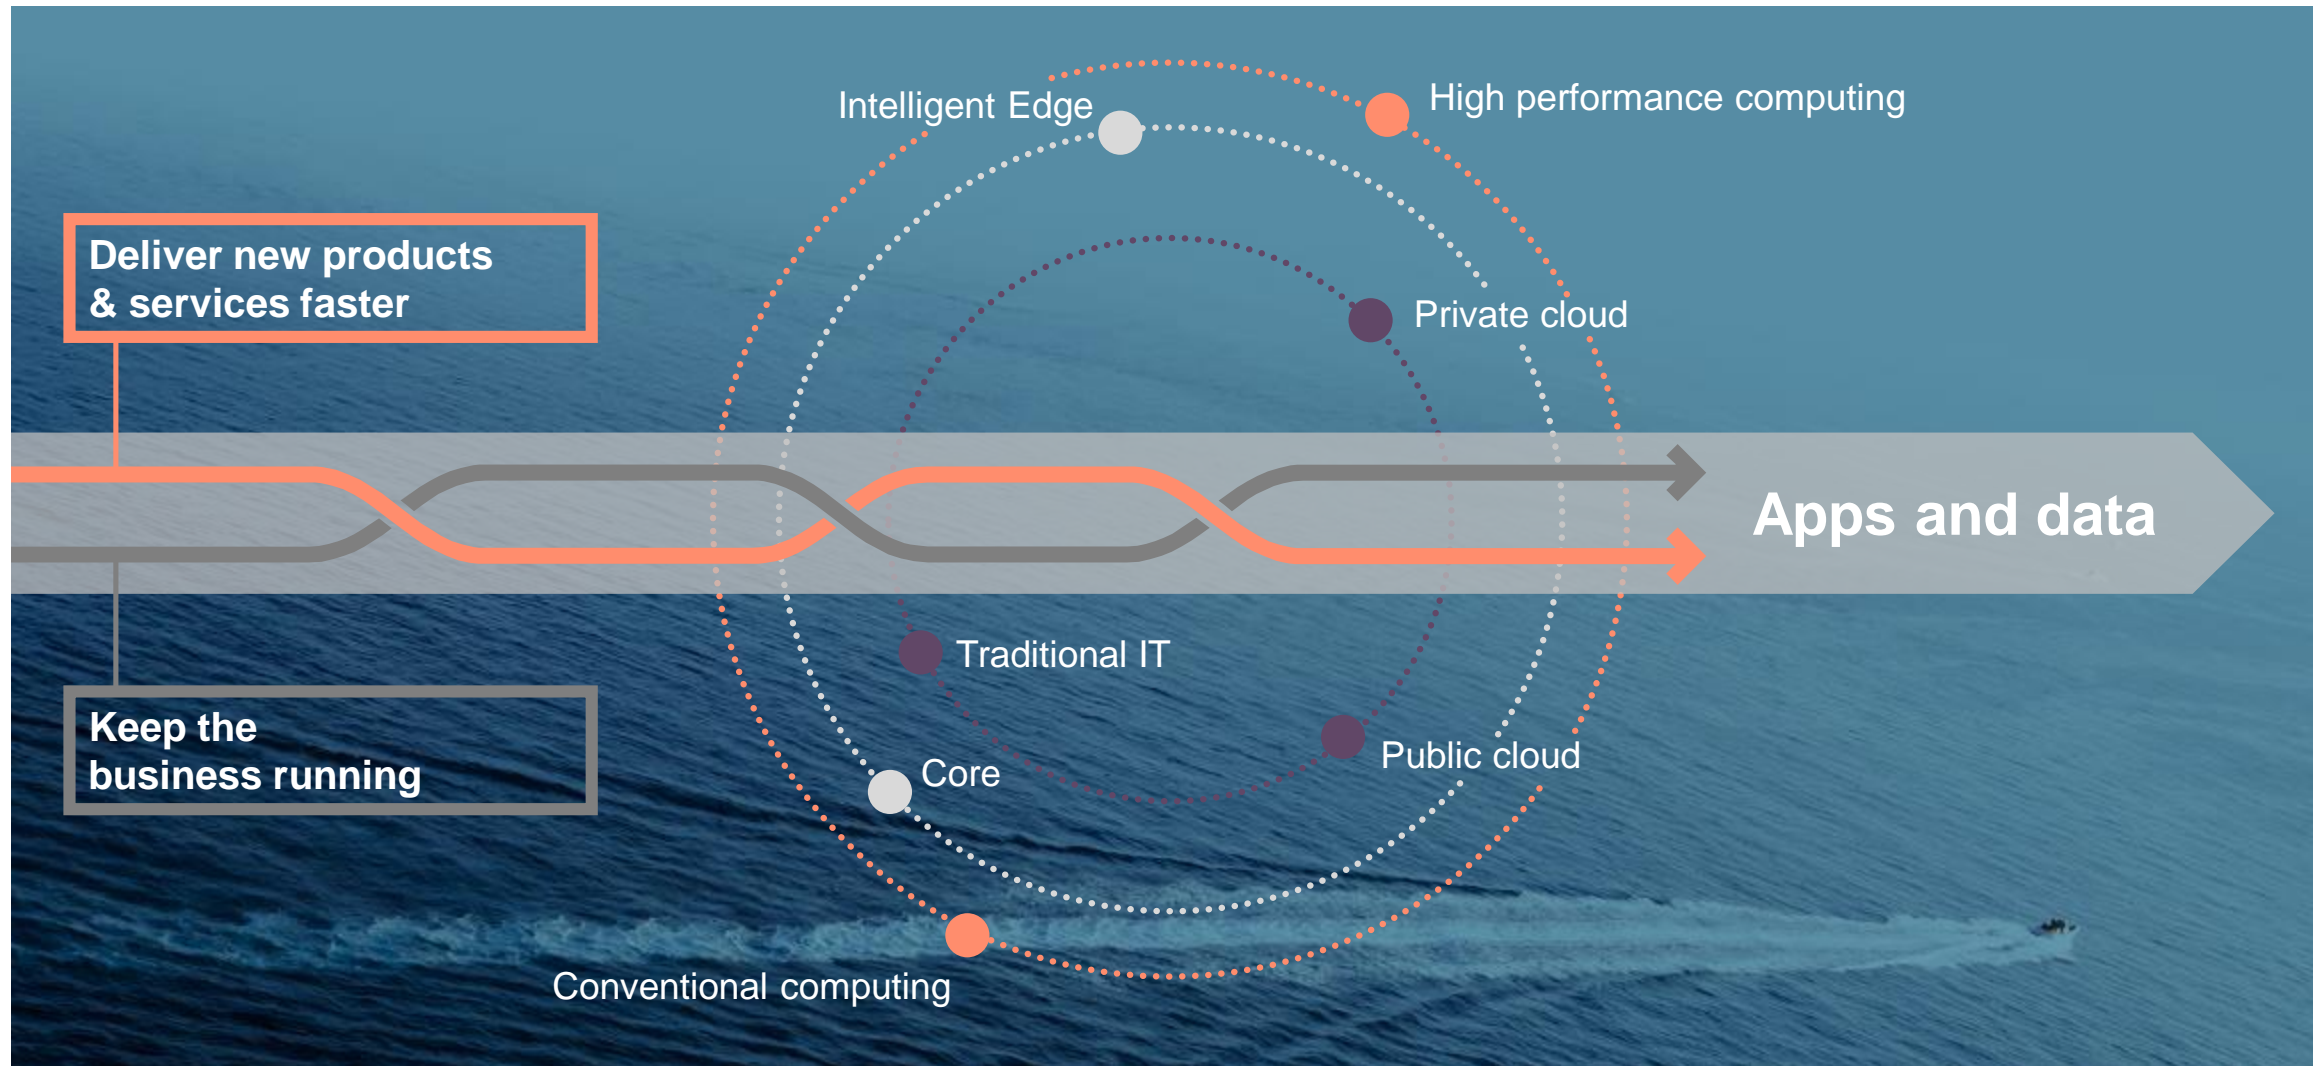 Intelligent Edge
High performance computing
Deliver new products
& services faster
Private cloud
Apps and data
Traditional IT
Keep the
business running
Public cloud
Core
Conventional computing